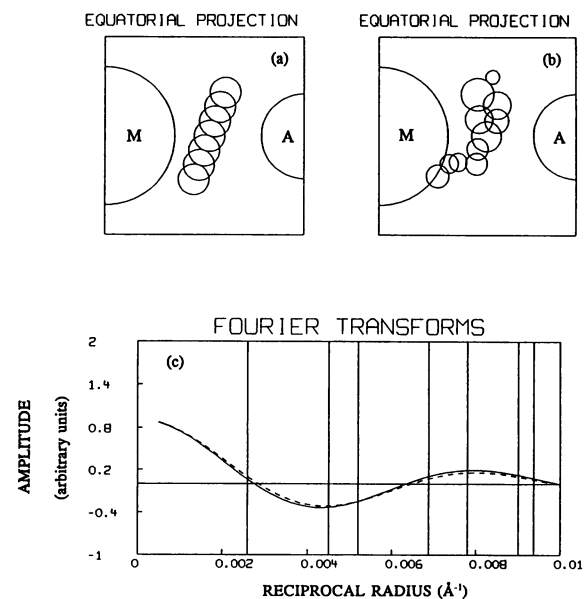 EQUATORIAL PROJECTION
EQUATORIAL PROJECTION
(a)
M
A
(b)
M
A
FOURIER TRANSFORMS
(c)
AMPLITUDE
(arbitrary units)
2
1.4
0.8
0.2
-0.4
-1
0
0.002
0.004
0.006
0.008
0.01
RECIPROCAL RADIUS (Å⁻¹)